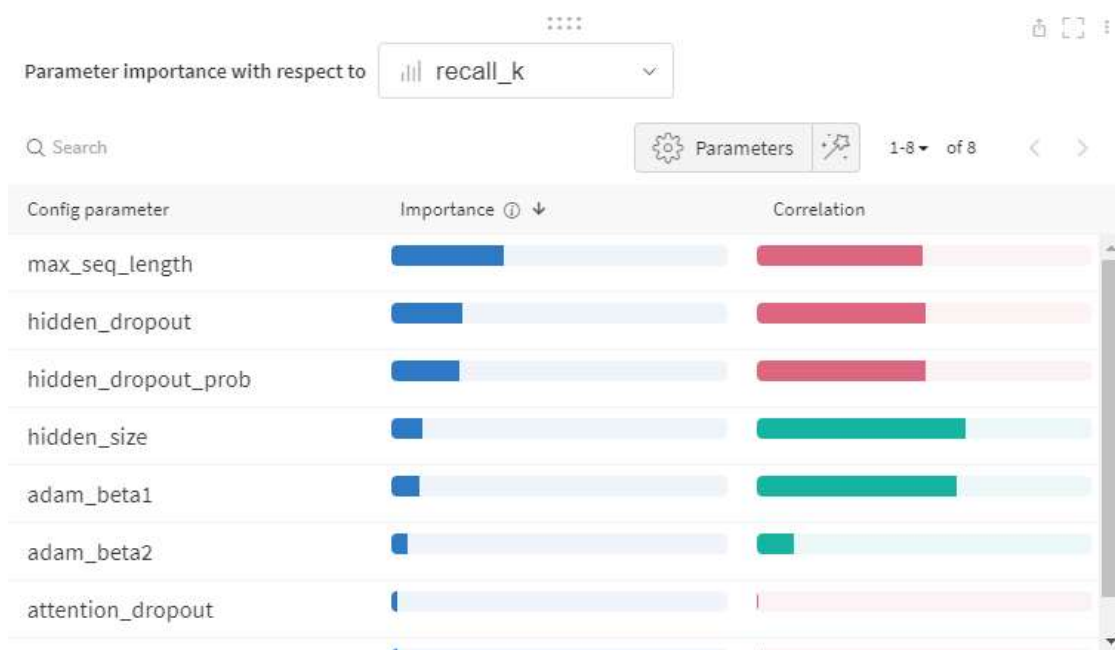 Parameter importance with respect to recall_k
Search Parameters 1-8 of 8
Config parameter Importance Correlation
max_seq_length
hidden_dropout
hidden_dropout_prob
hidden_size
adam_beta1
adam_beta2
attention_dropout